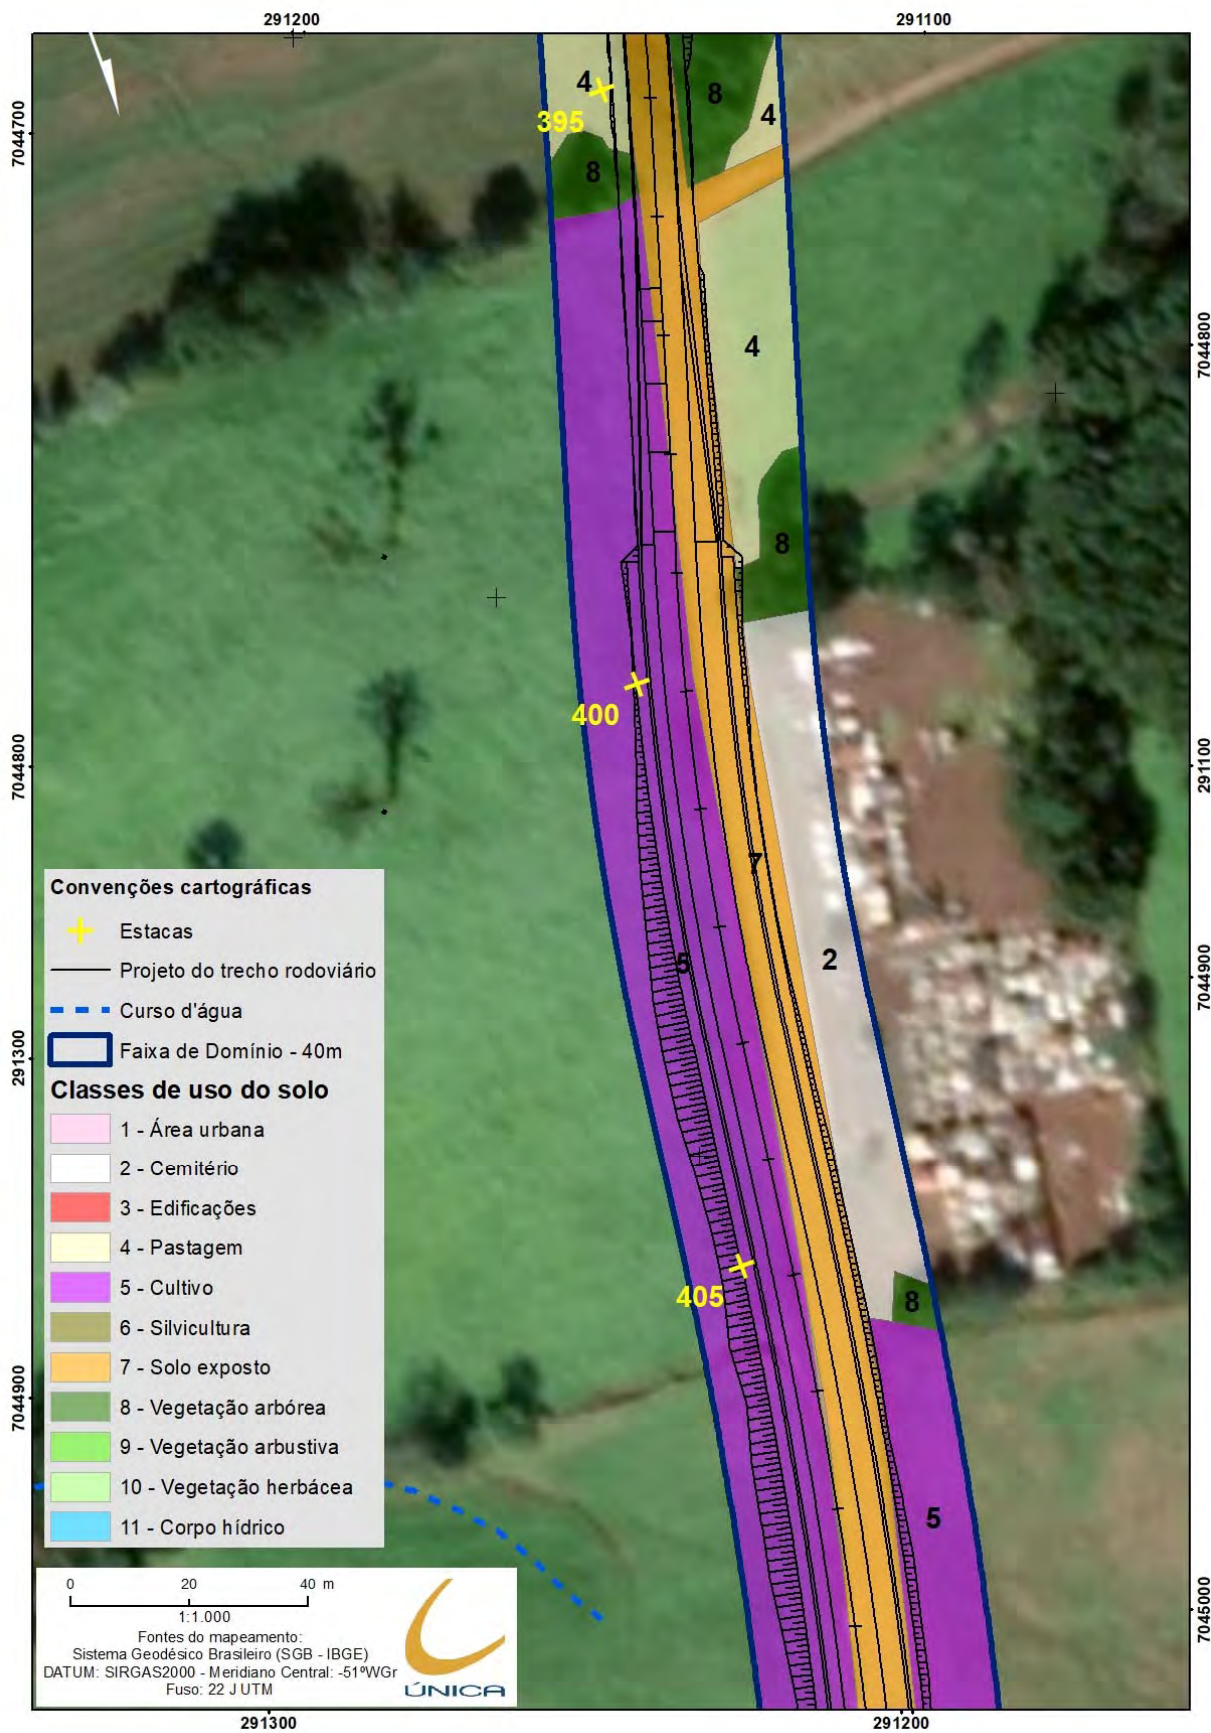 291200
291100
7044700
7044800
7044800
291100
291300
7044900
7044900
7045000
291300
291200
4
395
8
8
4
4
8
400
7
5
2
405
8
5
Convenções cartográficas
Estacas
Projeto do trecho rodoviário
Curso d'água
Faixa de Domínio - 40m
Classes de uso do solo
1 - Área urbana
2 - Cemitério
3 - Edificações
4 - Pastagem
5 - Cultivo
6 - Silvicultura
7 - Solo exposto
8 - Vegetação arbórea
9 - Vegetação arbustiva
10 - Vegetação herbácea
11 - Corpo hídrico
0 20 40 m
1:1.000
Fontes do mapeamento:
Sistema Geodésico Brasileiro (SGB - IBGE)
DATUM: SIRGAS2000 - Meridiano Central: -51ºWGr
Fuso: 22 J UTM
ÚNICA